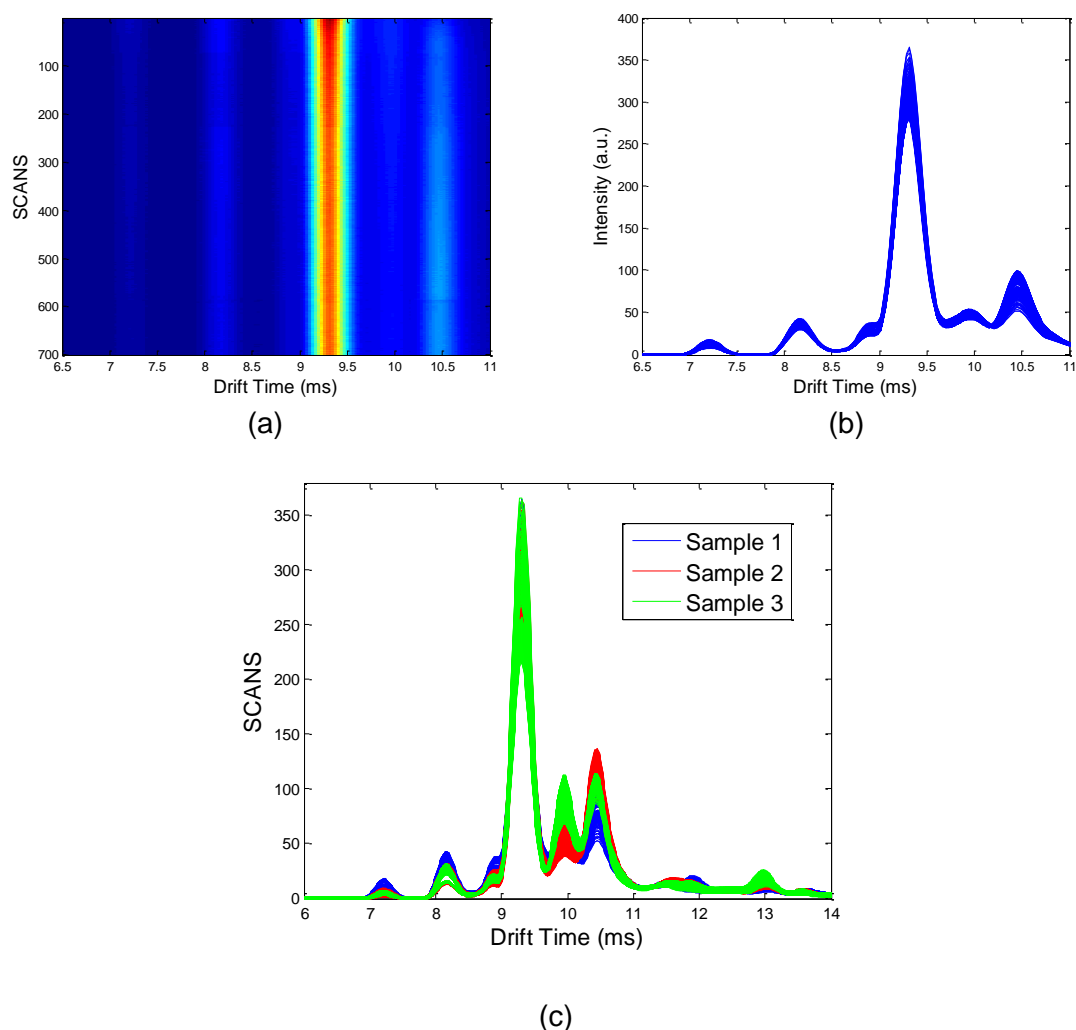 100
200
300
400
500
600
700
SCANS
6.5 7 7.5 8 8.5 9 9.5 10 10.5 11
Drift Time (ms)
(a)
400
350
300
250
200
150
100
50
0
Intensity (a.u.)
6.5 7 7.5 8 8.5 9 9.5 10 10.5 11
Drift Time (ms)
(b)
350
300
250
200
150
100
50
0
SCANS
Sample 1
Sample 2
Sample 3
6 7 8 9 10 11 12 13 14
Drift Time (ms)
(c)